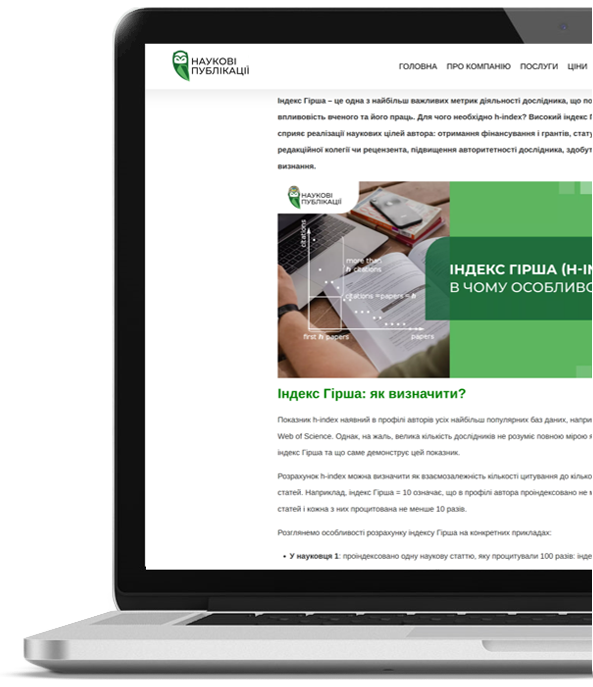 НАУКОВІ
ПУБЛІКАЦІЇ
ГОЛОВНА ПРО КОМПАНІЮ ПОСЛУГИ ЦІНИ
Індекс Гірша – це одна з найбільш важливих метрик діяльності дослідника, що по
впливовість вченого та його праць. Для чого необхідно h-index? Високий індекс Г
сприяє реалізації наукових цілей автора: отримання фінансування і грантів, стату
редакційної колегії чи рецензента, підвищення авторитетності дослідника, здобут
визнання.
НАУКОВІ
ПУБЛІКАЦІЇ
citations
more than
h citations
citations = papers = h
first h papers
papers
ІНДЕКС ГІРША (H-IN
В ЧОМУ ОСОБЛИВО
Індекс Гірша: як визначити?
Показник h-index наявний в профілі авторів усіх найбільш популярних баз даних, напри
Web of Science. Однак, на жаль, велика кількість дослідників не розуміє повною мірою я
індекс Гірша та що саме демонструє цей показник.
Розрахунок h-index можна визначити як взаємозалежність кількості цитування до кілько
статей. Наприклад, індекс Гірша = 10 означає, що в профілі автора проіндексовано не м
статей і кожна з них процитована не менше 10 разів.
Розглянемо особливості розрахунку індексу Гірша на конкретних прикладах:
• У науковця 1: проіндексовано одну наукову статтю, яку процитували 100 разів: інде